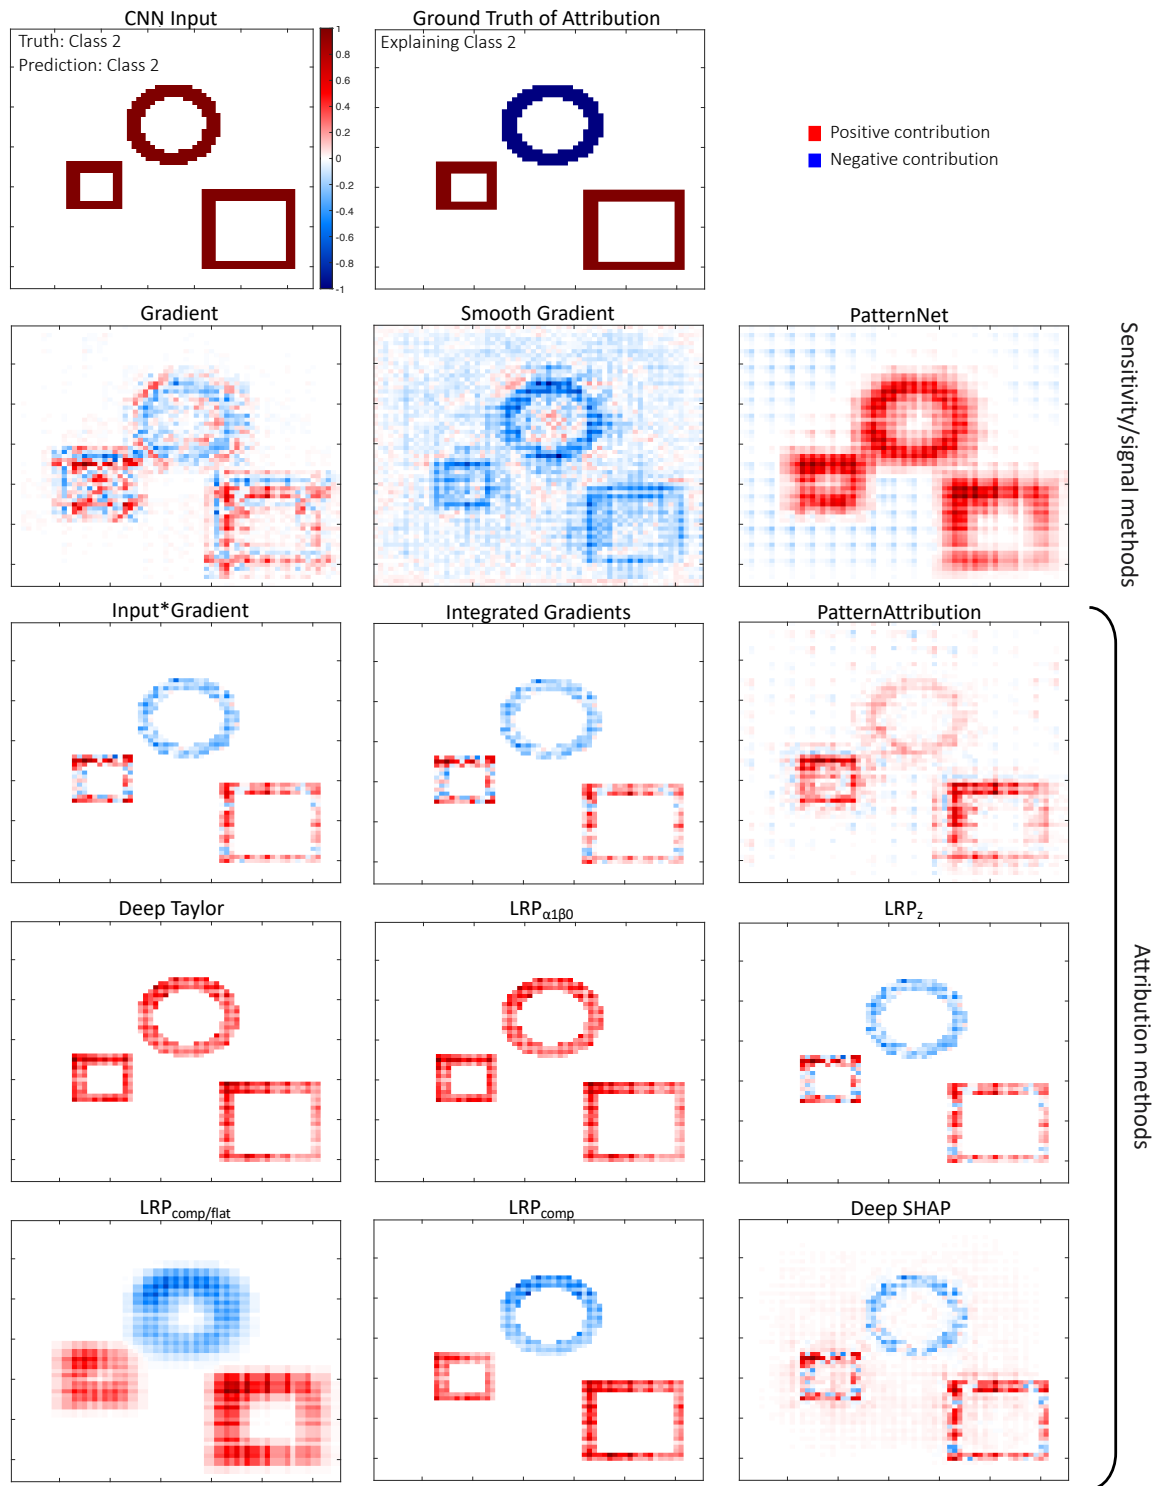 CNN Input
Ground Truth of Attribution
Truth: Class 2
Prediction: Class 2
1
0.8
0.6
0.4
0.2
0
-0.2
-0.4
-0.6
-0.8
-1
Explaining Class 2
Positive contribution
Negative contribution
Gradient
Smooth Gradient
PatternNet
Sensitivity/signal methods
Input*Gradient
Integrated Gradients
PatternAttribution
Deep Taylor
LRPα1β0
LRPz
Attribution methods
LRPcomp/flat
LRPcomp
Deep SHAP